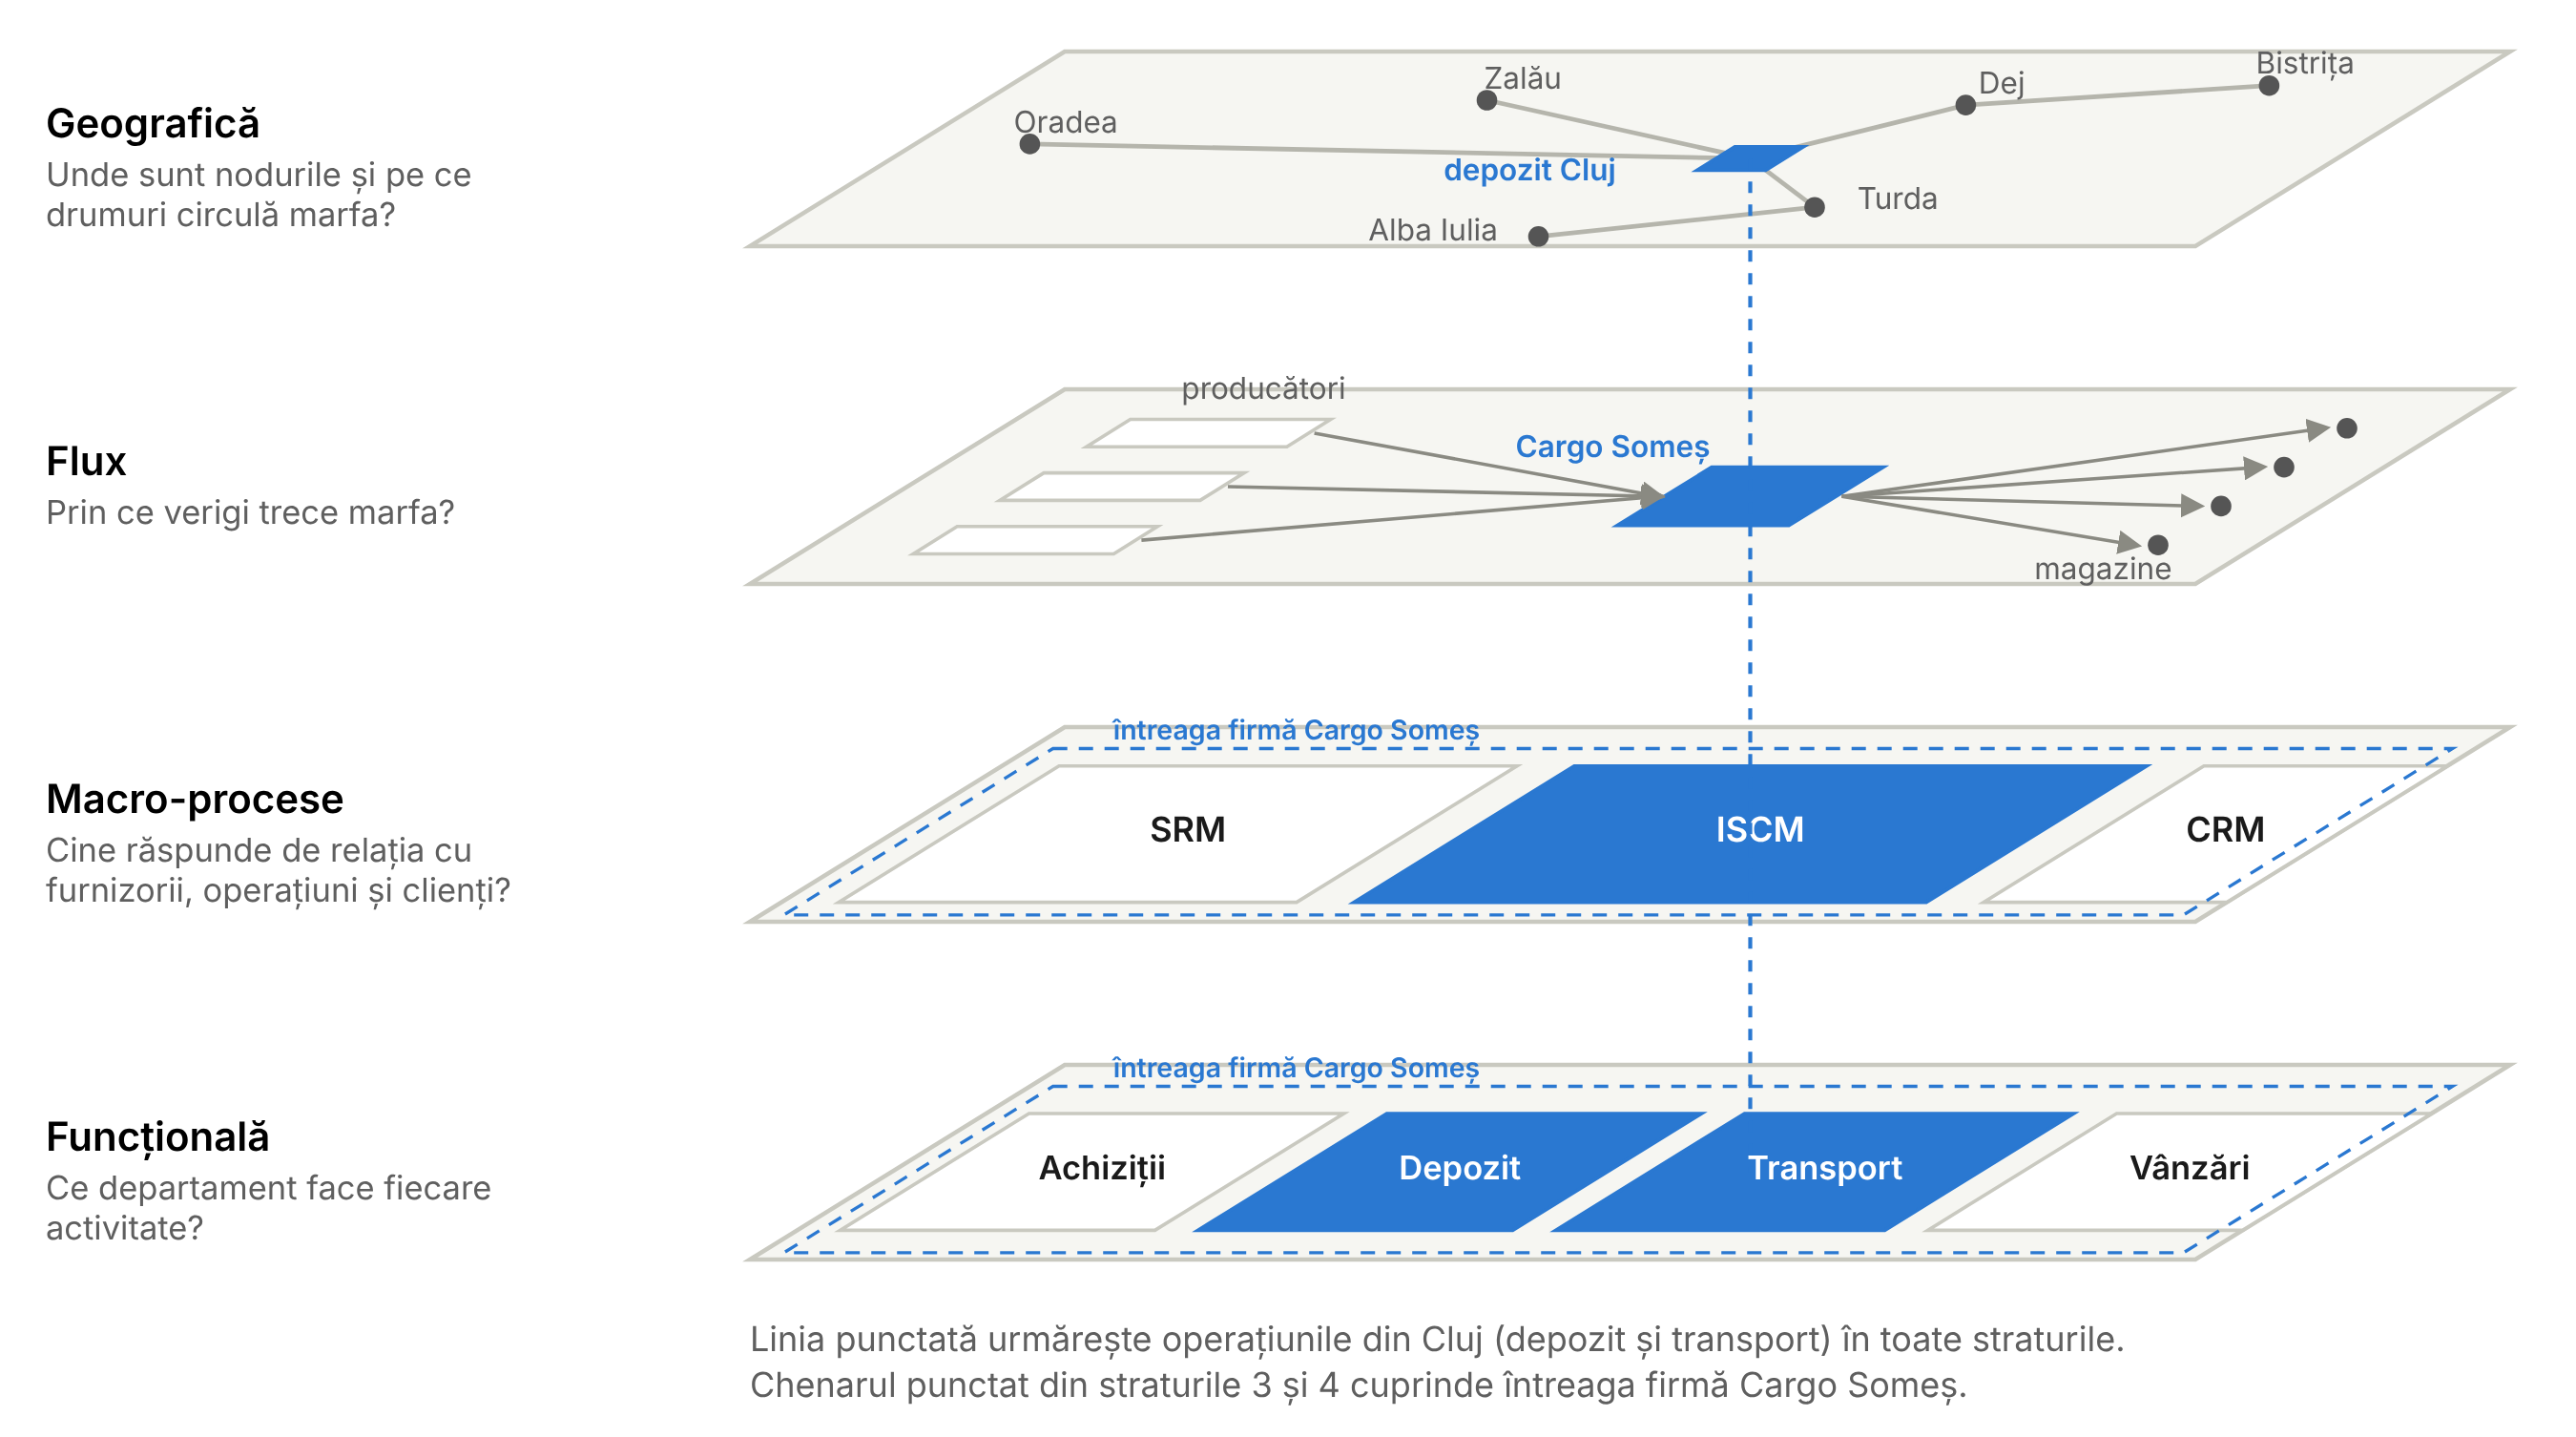 Geografică
Unde sunt nodurile și pe ce
drumuri circulă marfa?
Oradea
Zalău
Dej
Bistrița
depozit Cluj
Turda
Alba Iulia
Flux
Prin ce verigi trece marfa?
producători
Cargo Someș
magazine
Macro-procese
Cine răspunde de relația cu
furnizorii, operațiuni și clienți?
întreaga firmă Cargo Someș
SRM
ISCM
CRM
Funcțională
Ce departament face fiecare
activitate?
întreaga firmă Cargo Someș
Achiziții
Depozit
Transport
Vânzări
Linia punctată urmărește operațiunile din Cluj (depozit și transport) în toate straturile.
Chenarul punctat din straturile 3 și 4 cuprinde întreaga firmă Cargo Someș.